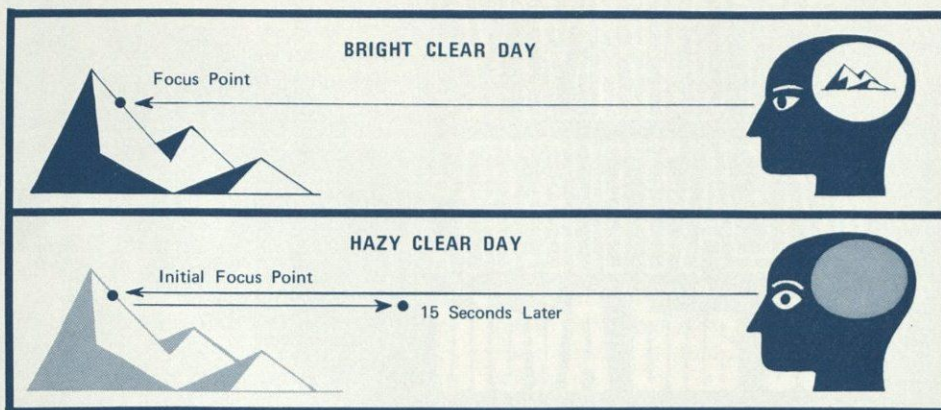 BRIGHT CLEAR DAY
Focus Point
HAZY CLEAR DAY
Initial Focus Point
15 Seconds Later